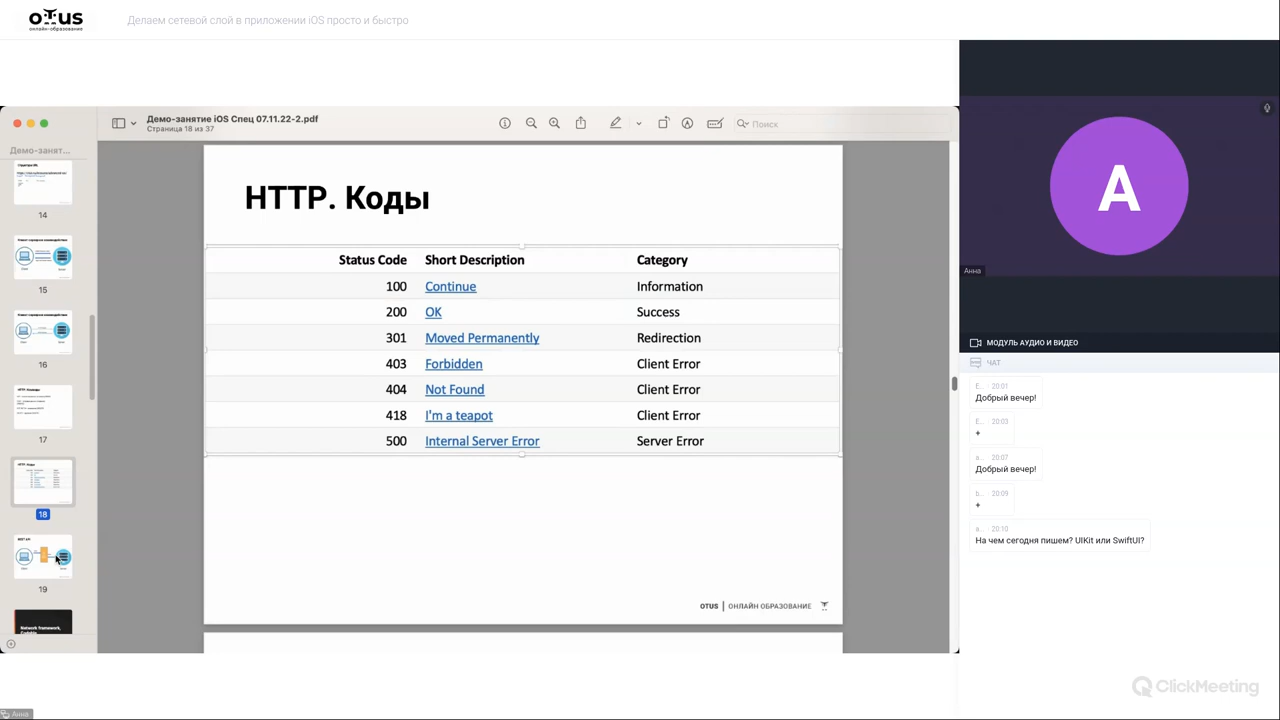 отus
онлайн-образование
Делаем сетевой слой в приложении iOS просто и быстро
Демо-занят...
Демо-занятие iOS Спец 07.11.22-2.pdf
Страница 18 из 37
Поиск
14
15
16
17
18
19
Network framework,
Codable
HTTP. Коды
Status Code Short Description Category
100 Continue Information
200 OK Success
301 Moved Permanently Redirection
403 Forbidden Client Error
404 Not Found Client Error
418 I'm a teapot Client Error
500 Internal Server Error Server Error
OTUS | ОНЛАЙН ОБРАЗОВАНИЕ
A
Анна
МОДУЛЬ АУДИО И ВИДЕО
ЧАТ
E... 20:01
Добрый вечер!
E... 20:03
+
a... 20:07
Добрый вечер!
b... 20:09
+
a... 20:10
На чем сегодня пишем? UIKit или SwiftUI?
ClickMeeting
Анна